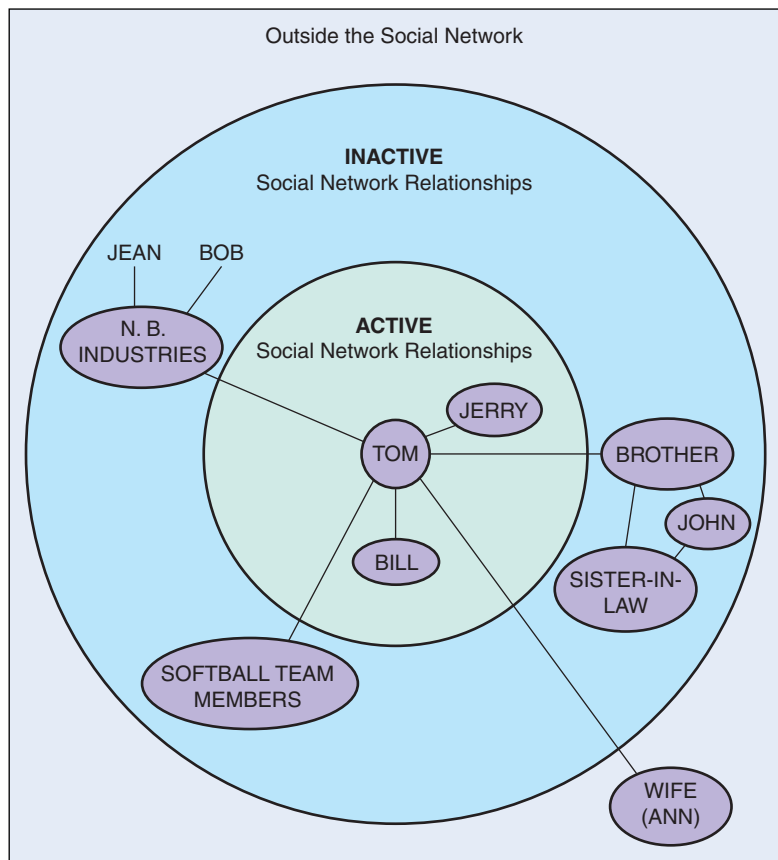 Outside the Social Network
INACTIVE
Social Network Relationships
JEAN
BOB
N. B.
INDUSTRIES
ACTIVE
Social Network Relationships
JERRY
TOM
BROTHER
JOHN
BILL
SISTER-IN-
LAW
SOFTBALL TEAM
MEMBERS
WIFE
(ANN)